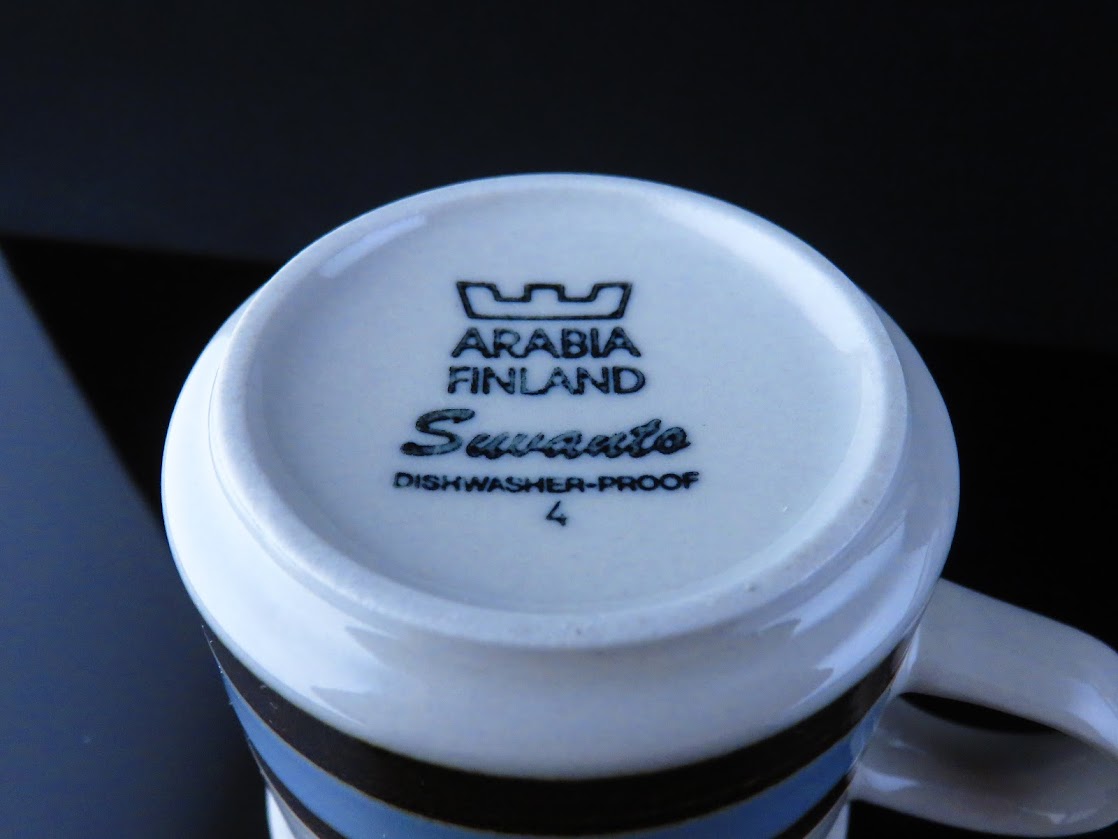 ARABIA
FINLAND
Suvanto
DISHWASHER-PROOF
4